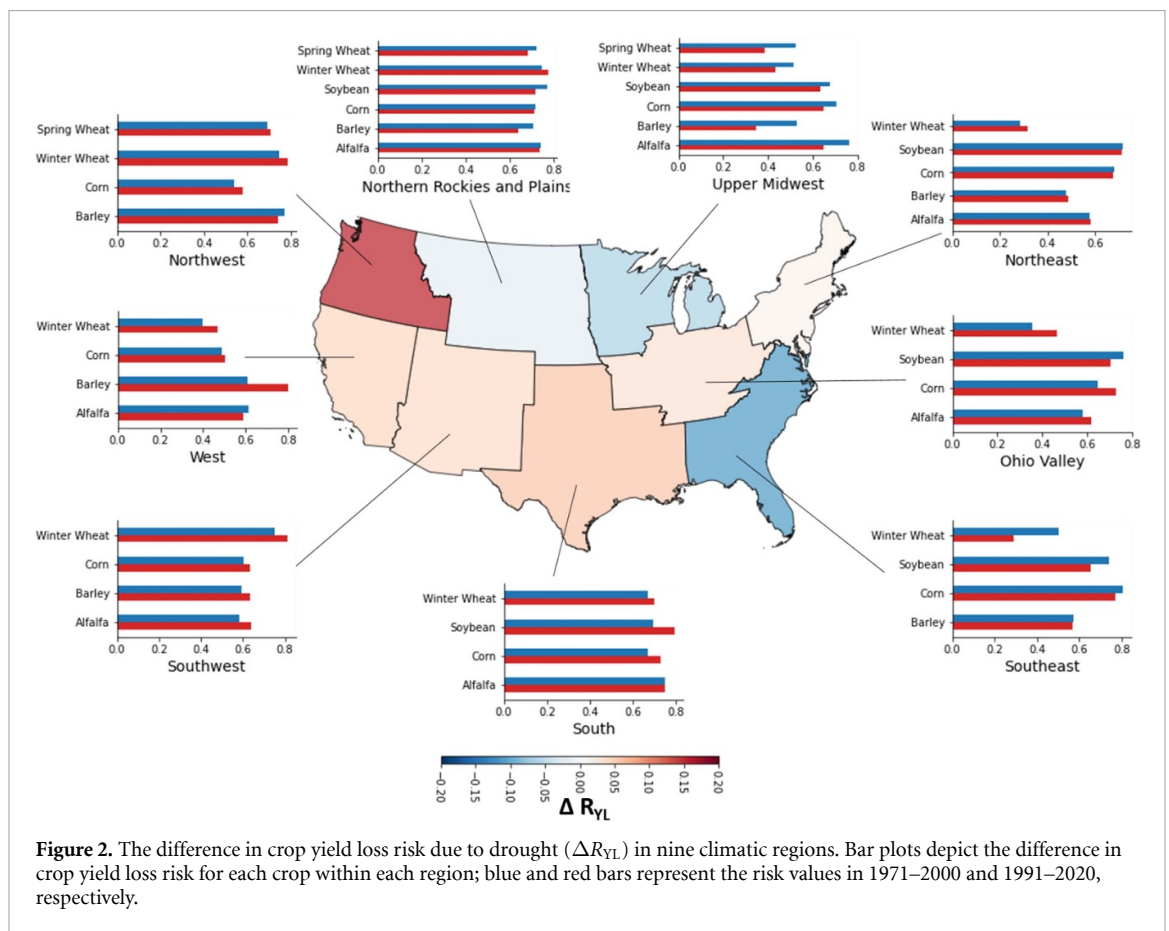 Spring Wheat
Winter Wheat
Soybean
Corn
Barley
Alfalfa
0.0 0.2 0.4 0.6 0.8
Northern Rockies and Plains
Spring Wheat
Winter Wheat
Soybean
Corn
Barley
Alfalfa
0.0 0.2 0.4 0.6 0.8
Upper Midwest
Spring Wheat
Winter Wheat
Corn
Barley
0.0 0.2 0.4 0.6 0.8
Northwest
Winter Wheat
Soybean
Corn
Barley
Alfalfa
0.0 0.2 0.4 0.6
Northeast
Winter Wheat
Corn
Barley
Alfalfa
0.0 0.2 0.4 0.6 0.8
West
Winter Wheat
Soybean
Corn
Alfalfa
0.0 0.2 0.4 0.6 0.8
Ohio Valley
Winter Wheat
Corn
Barley
Alfalfa
0.0 0.2 0.4 0.6 0.8
Southwest
Winter Wheat
Soybean
Corn
Barley
0.0 0.2 0.4 0.6 0.8
Southeast
Winter Wheat
Soybean
Corn
Alfalfa
0.0 0.2 0.4 0.6 0.8
South
−0.20 −0.15 −0.10 −0.05 0.00 0.05 0.10 0.15 0.20
Δ R_YL
Figure 2. The difference in crop yield loss risk due to drought (ΔR_YL) in nine climatic regions. Bar plots depict the difference in
crop yield loss risk for each crop within each region; blue and red bars represent the risk values in 1971–2000 and 1991–2020,
respectively.